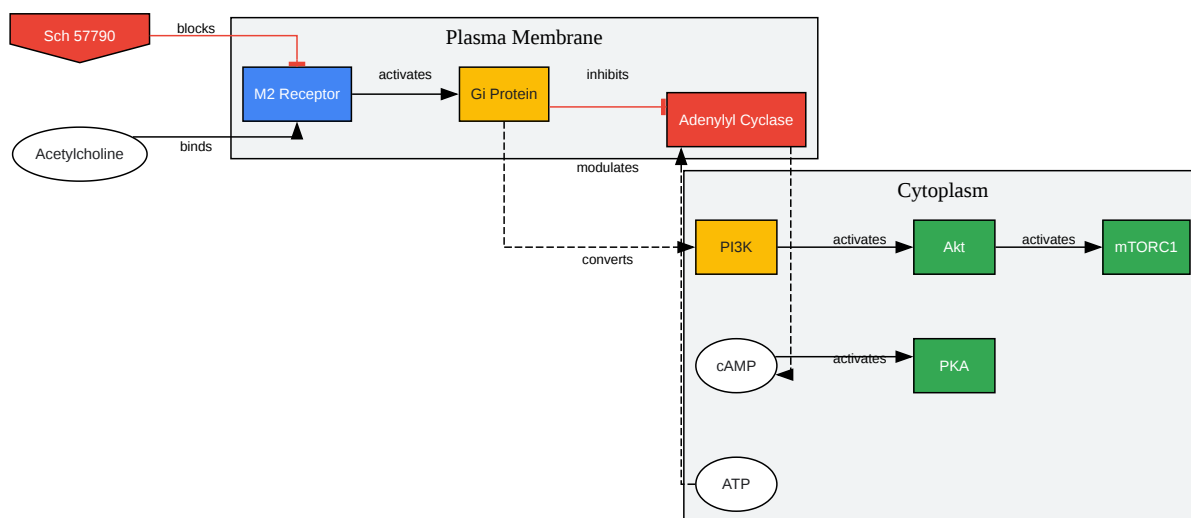 Sch 57790
blocks
Plasma Membrane
M2 Receptor
activates
Gi Protein
inhibits
Adenylyl Cyclase
Acetylcholine
binds
modulates
Cytoplasm
PI3K
activates
Akt
activates
mTORC1
converts
cAMP
activates
PKA
ATP